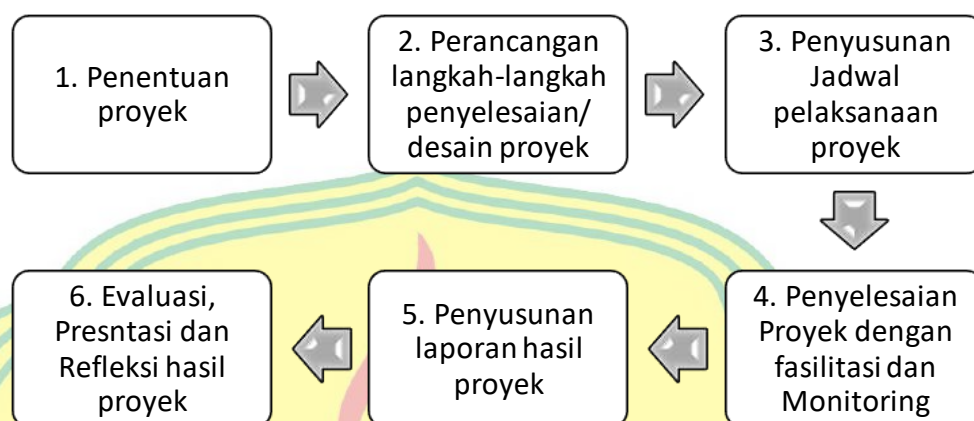 1. Penentuan
proyek
2. Perancangan
langkah-langkah
penyelesaian/
desain proyek
3. Penyusunan
Jadwal
pelaksanaan
proyek
4. Penyelesaian
Proyek dengan
fasilitasi dan
Monitoring
5. Penyusunan
laporan hasil
proyek
6. Evaluasi,
Presntasi dan
Refleksi hasil
proyek